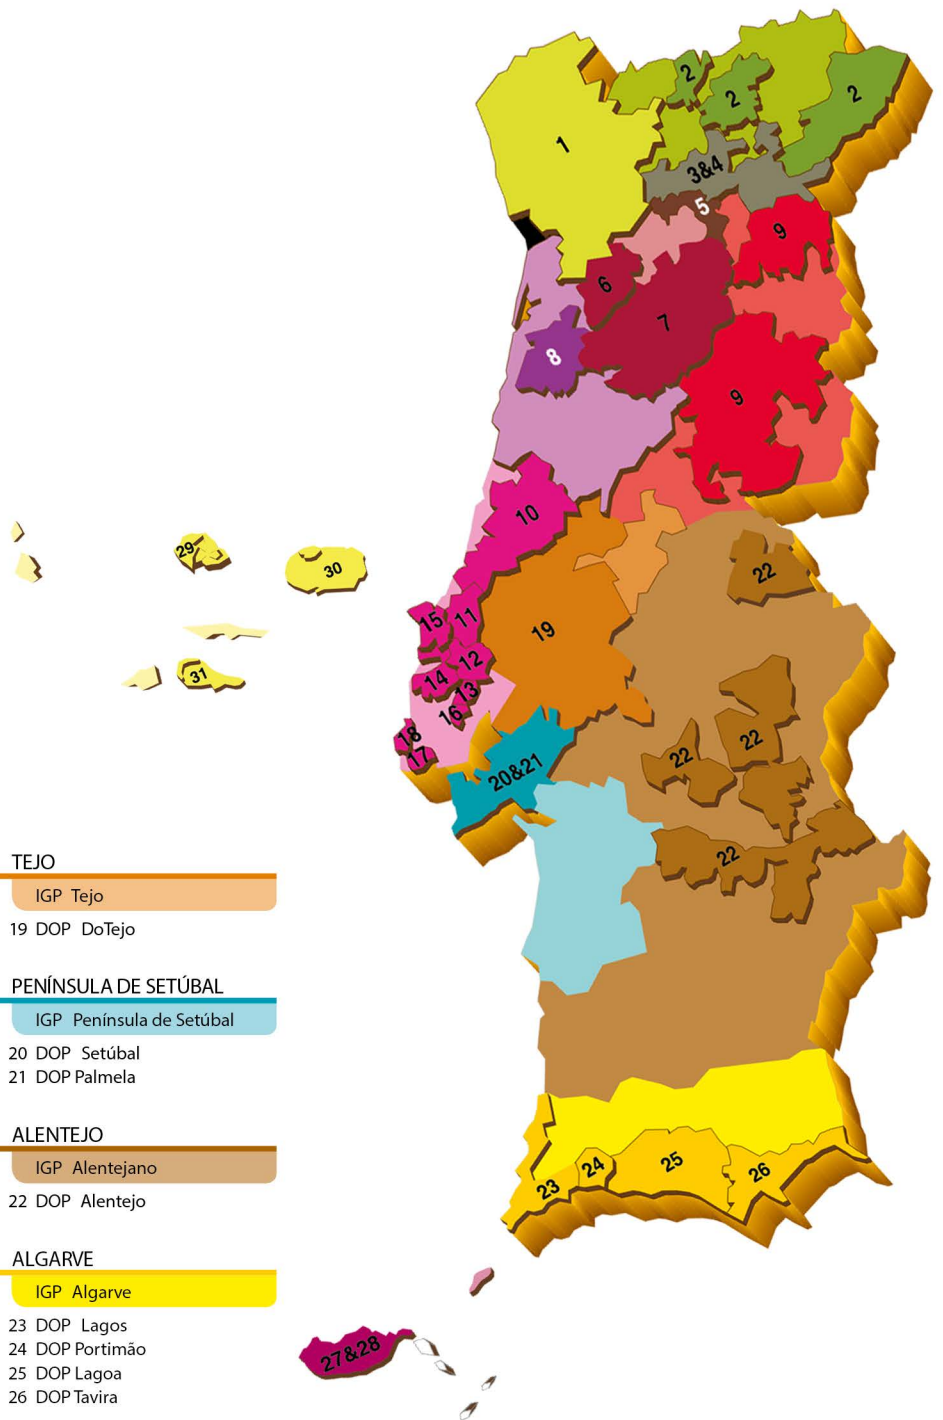 1
2
2
2
3&4
5
9
6
7
8
9
10
29
30
22
15
11
19
12
31
14
13
16
18
22
22
17
20&21
22
TEJO
IGP Tejo
19 DOP DoTejo
PENÍNSULA DE SETÚBAL
IGP Península de Setúbal
20 DOP Setúbal
21 DOP Palmela
ALENTEJO
IGP Alentejano
22 DOP Alentejo
ALGARVE
IGP Algarve
23 DOP Lagos
24 DOP Portimão
25 DOP Lagoa
26 DOP Tavira
23
24
25
26
27&28